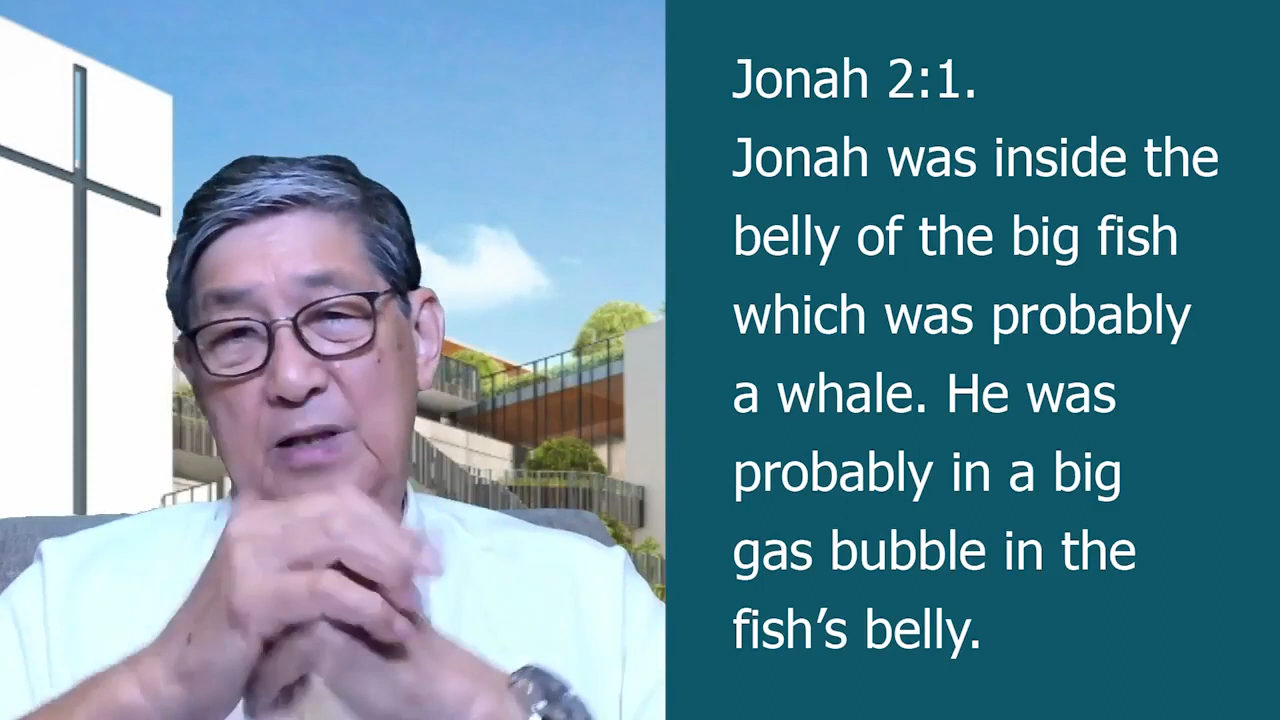 Jonah 2:1.
Jonah was inside the
belly of the big fish
which was probably
a whale. He was
probably in a big
gas bubble in the
fish’s belly.